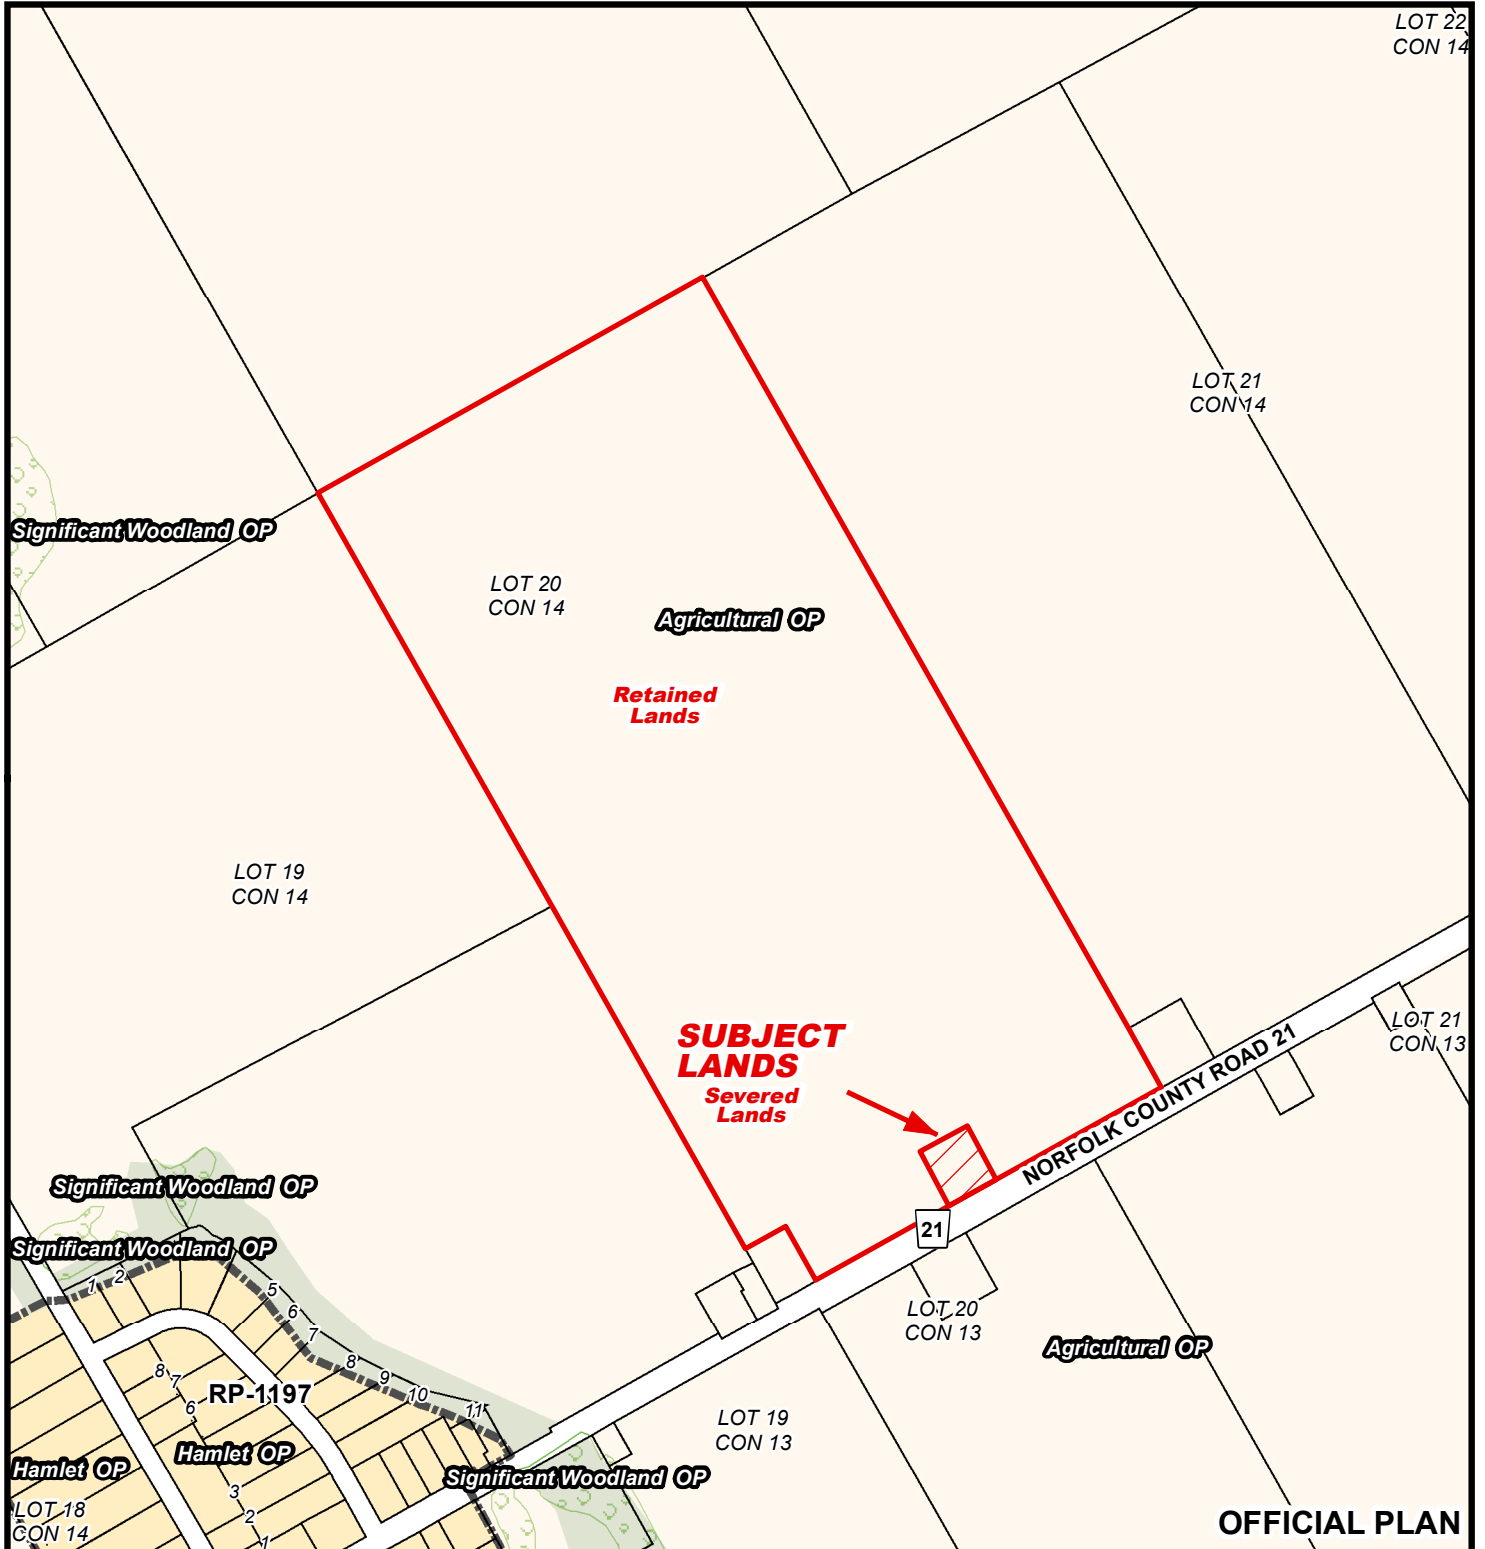 LOT 22
CON 14
LOT 21
CON 14
Significant Woodland OP
LOT 20
CON 14
Agricultural OP
Retained
Lands
LOT 19
CON 14
SUBJECT
LANDS
Severed
Lands
LOT 21
CON 13
NORFOLK COUNTY ROAD 21
21
Significant Woodland OP
Significant Woodland OP
1
2
5
6
7
8
9
10
11
8
7
6
RP-1197
LOT 20
CON 13
Agricultural OP
LOT 19
CON 13
Hamlet OP
Hamlet OP
Significant Woodland OP
3
2
1
LOT 18
CON 14
OFFICIAL PLAN